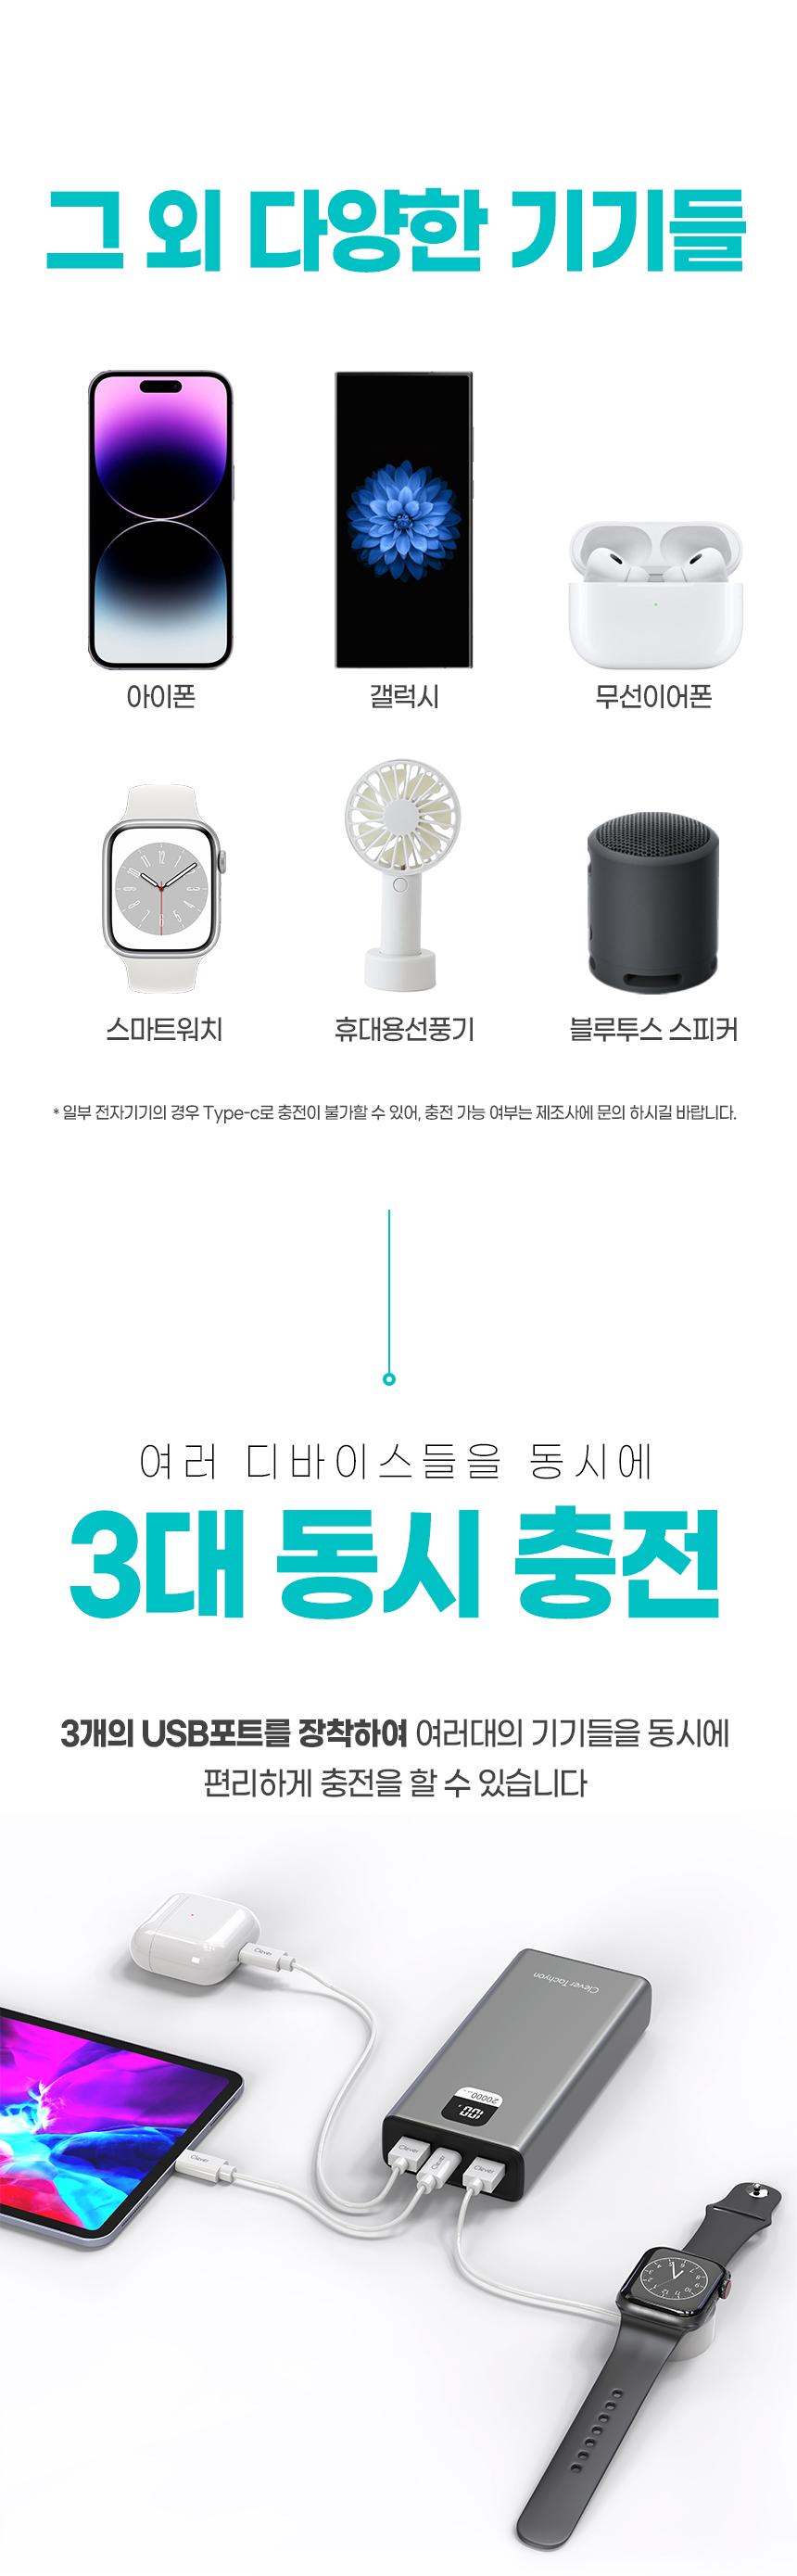 그 외 다양한 기기들
아이폰
갤럭시
무선이어폰
스마트워치
휴대용선풍기
블루투스 스피커
* 일부 전자기기의 경우 Type-c로 충전이 불가할 수 있어, 충전 가능 여부는 제조사에 문의 하시길 바랍니다.
여러 디바이스들을 동시에
3대 동시 충전
3개의 USB포트를 장착하여 여러대의 기기들을 동시에
편리하게 충전을 할 수 있습니다
Clever
CleverTachyon
20000
100
Clever
Clever
Clever
Clever